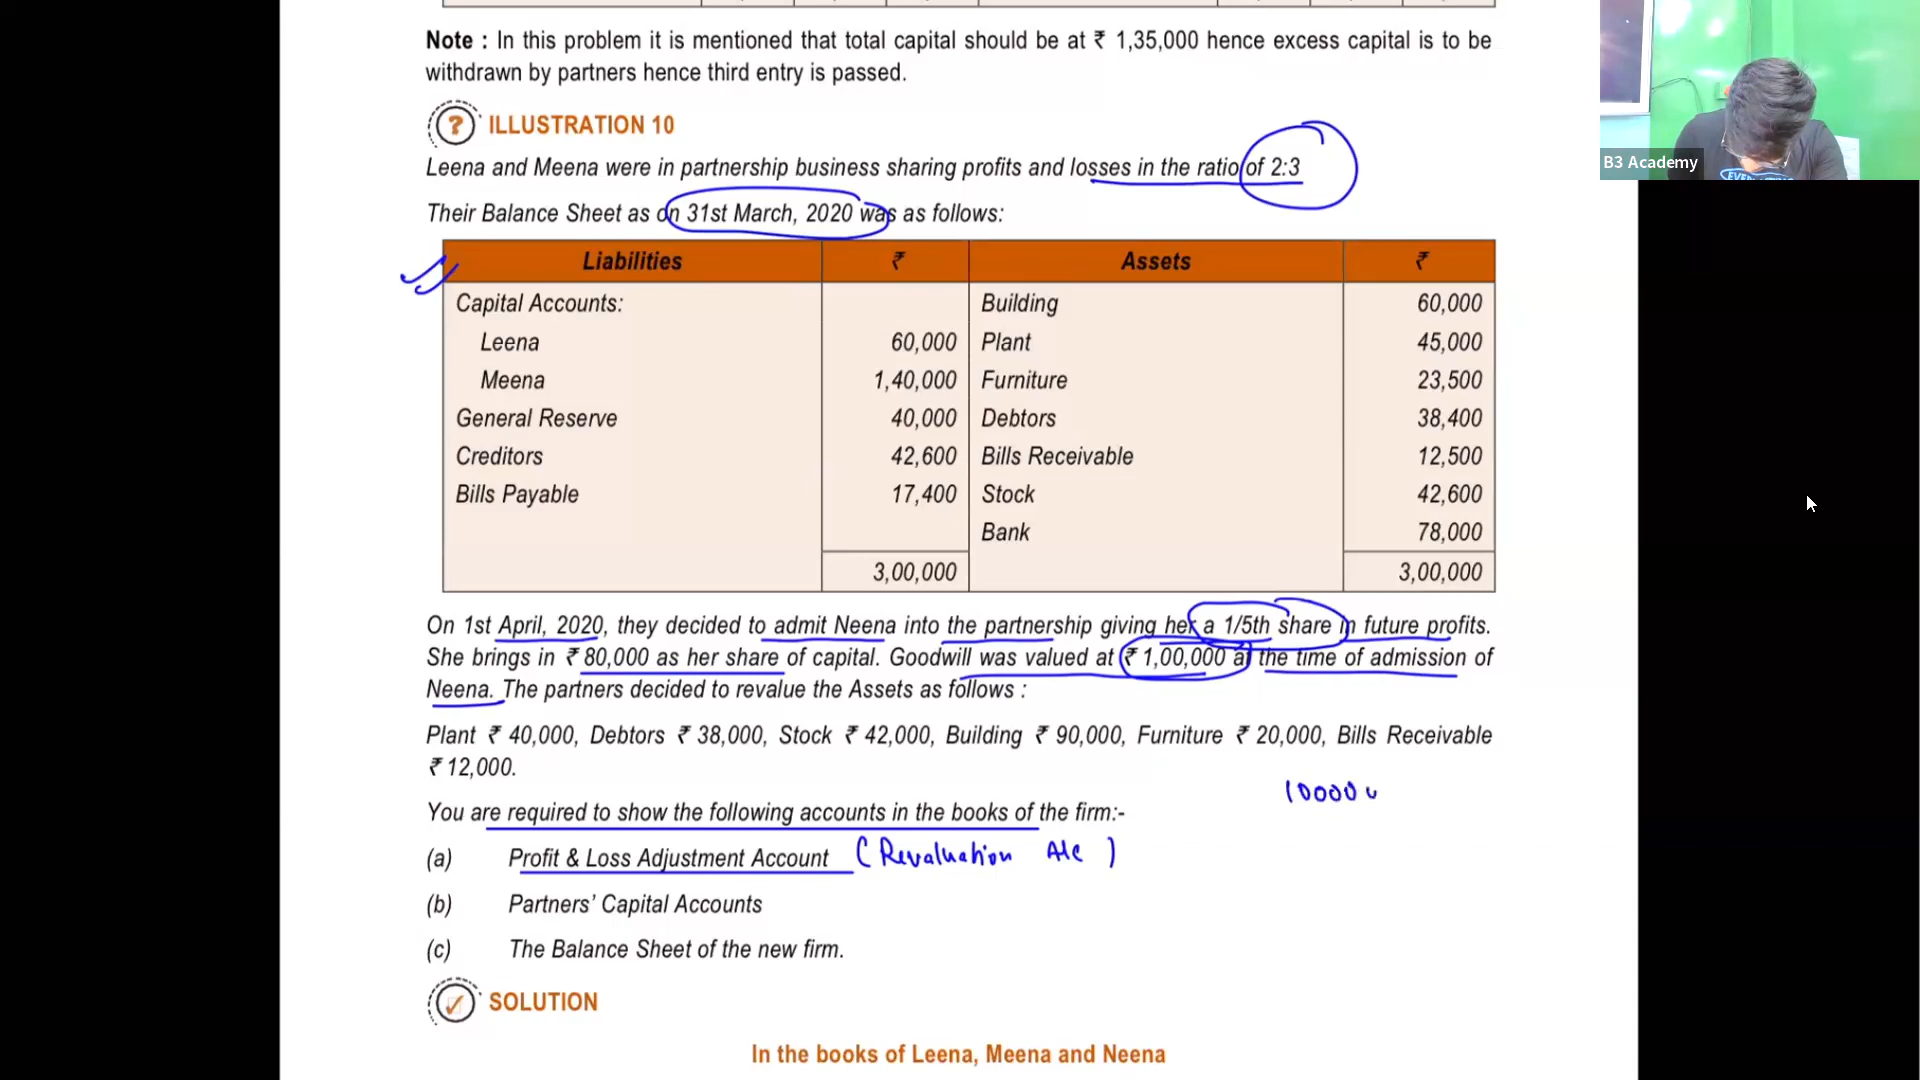 Note : In this problem it is mentioned that total capital should be at ₹ 1,35,000 hence excess capital is to be
withdrawn by partners hence third entry is passed.
B3 Academy
? ILLUSTRATION 10
Leena and Meena were in partnership business sharing profits and losses in the ratio of 2:3
Their Balance Sheet as on 31st March, 2020 was as follows:
Liabilities ₹ Assets ₹
Capital Accounts: Building 60,000
Leena 60,000 Plant 45,000
Meena 1,40,000 Furniture 23,500
General Reserve 40,000 Debtors 38,400
Creditors 42,600 Bills Receivable 12,500
Bills Payable 17,400 Stock 42,600
Bank 78,000
3,00,000 3,00,000
On 1st April, 2020, they decided to admit Neena into the partnership giving her a 1/5th share in future profits.
She brings in ₹ 80,000 as her share of capital. Goodwill was valued at ₹ 1,00,000 at the time of admission of
Neena. The partners decided to revalue the Assets as follows :
Plant ₹ 40,000, Debtors ₹ 38,000, Stock ₹ 42,000, Building ₹ 90,000, Furniture ₹ 20,000, Bills Receivable
₹ 12,000.
100000
You are required to show the following accounts in the books of the firm:-
(a) Profit & Loss Adjustment Account (Revaluation A/c)
(b) Partners’ Capital Accounts
(c) The Balance Sheet of the new firm.
SOLUTION
In the books of Leena, Meena and Neena